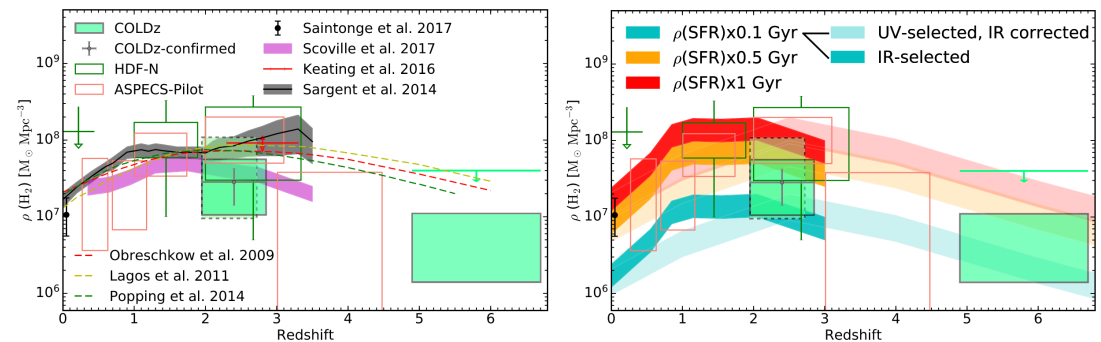 COLDz
COLDz-confirmed
HDF-N
ASPECS-Pilot
Saintonge et al. 2017
Scoville et al. 2017
Keating et al. 2016
Sargent et al. 2014
10⁹
10⁸
10⁷
10⁶
ρ (H₂) [M⊙ Mpc⁻³]
Obreschkow et al. 2009
Lagos et al. 2011
Popping et al. 2014
0 1 2 3 4 5 6
Redshift
ρ(SFR)x0.1 Gyr
ρ(SFR)x0.5 Gyr
ρ(SFR)x1 Gyr
UV-selected, IR corrected
IR-selected
10⁹
10⁸
10⁷
10⁶
ρ (H₂) [M⊙ Mpc⁻³]
0 1 2 3 4 5 6
Redshift